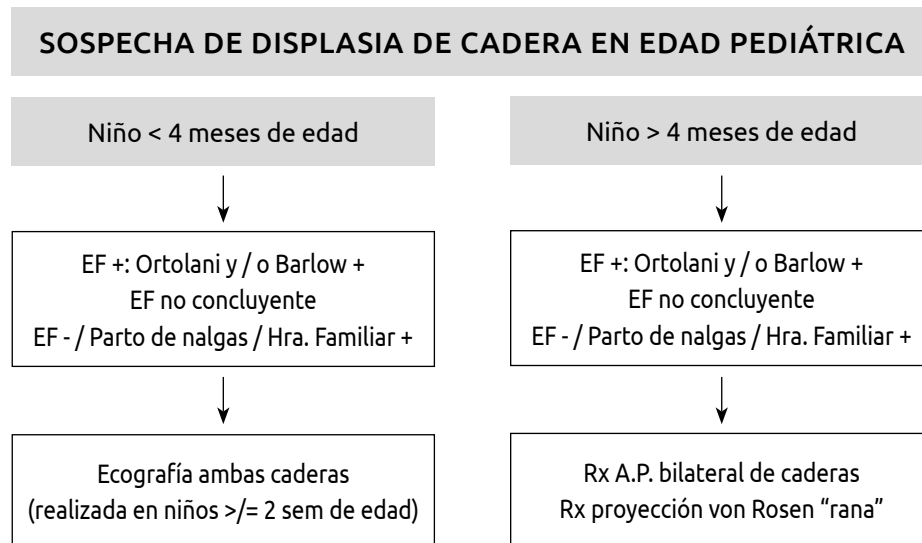 SOSPECHA DE DISPLASIA DE CADERA EN EDAD PEDIÁTRICA
Niño < 4 meses de edad
EF +: Ortolani y / o Barlow +
EF no concluyente
EF - / Parto de nalgas / Hra. Familiar +
Ecografía ambas caderas
(realizada en niños >/= 2 sem de edad)
Niño > 4 meses de edad
EF +: Ortolani y / o Barlow +
EF no concluyente
EF - / Parto de nalgas / Hra. Familiar +
Rx A.P. bilateral de caderas
Rx proyección von Rosen “rana”